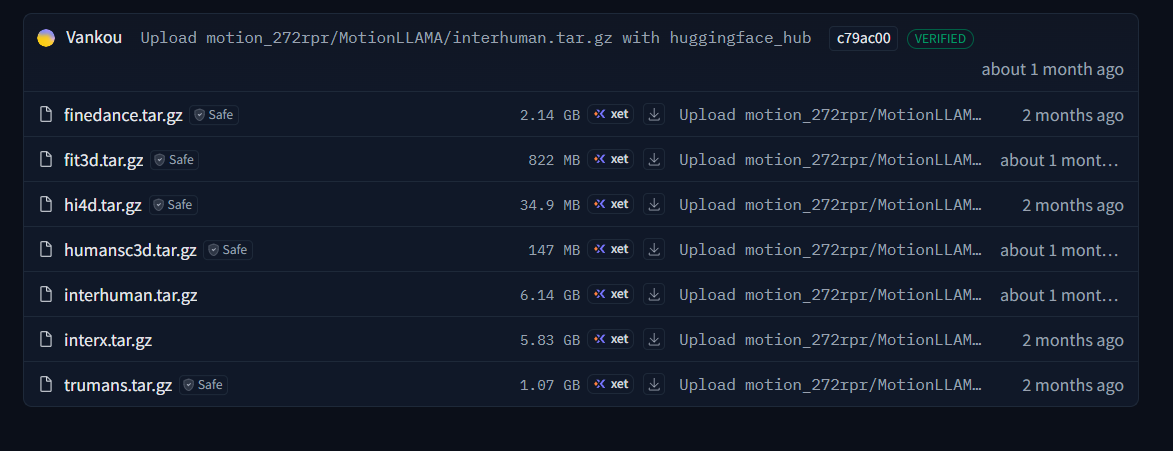 Vankou Upload motion_272rpr/MotionLLAMA/interhuman.tar.gz with huggingface_hub c79ac00 VERIFIED
about 1 month ago
finedance.tar.gz Safe 2.14 GB xet Upload motion_272rpr/MotionLLAM… 2 months ago
fit3d.tar.gz Safe 822 MB xet Upload motion_272rpr/MotionLLAM… about 1 mont…
hi4d.tar.gz Safe 34.9 MB xet Upload motion_272rpr/MotionLLAM… 2 months ago
humansc3d.tar.gz Safe 147 MB xet Upload motion_272rpr/MotionLLAM… about 1 mont…
interhuman.tar.gz 6.14 GB xet Upload motion_272rpr/MotionLLAM… about 1 mont…
interx.tar.gz 5.83 GB xet Upload motion_272rpr/MotionLLAM… 2 months ago
trumans.tar.gz Safe 1.07 GB xet Upload motion_272rpr/MotionLLAM… 2 months ago